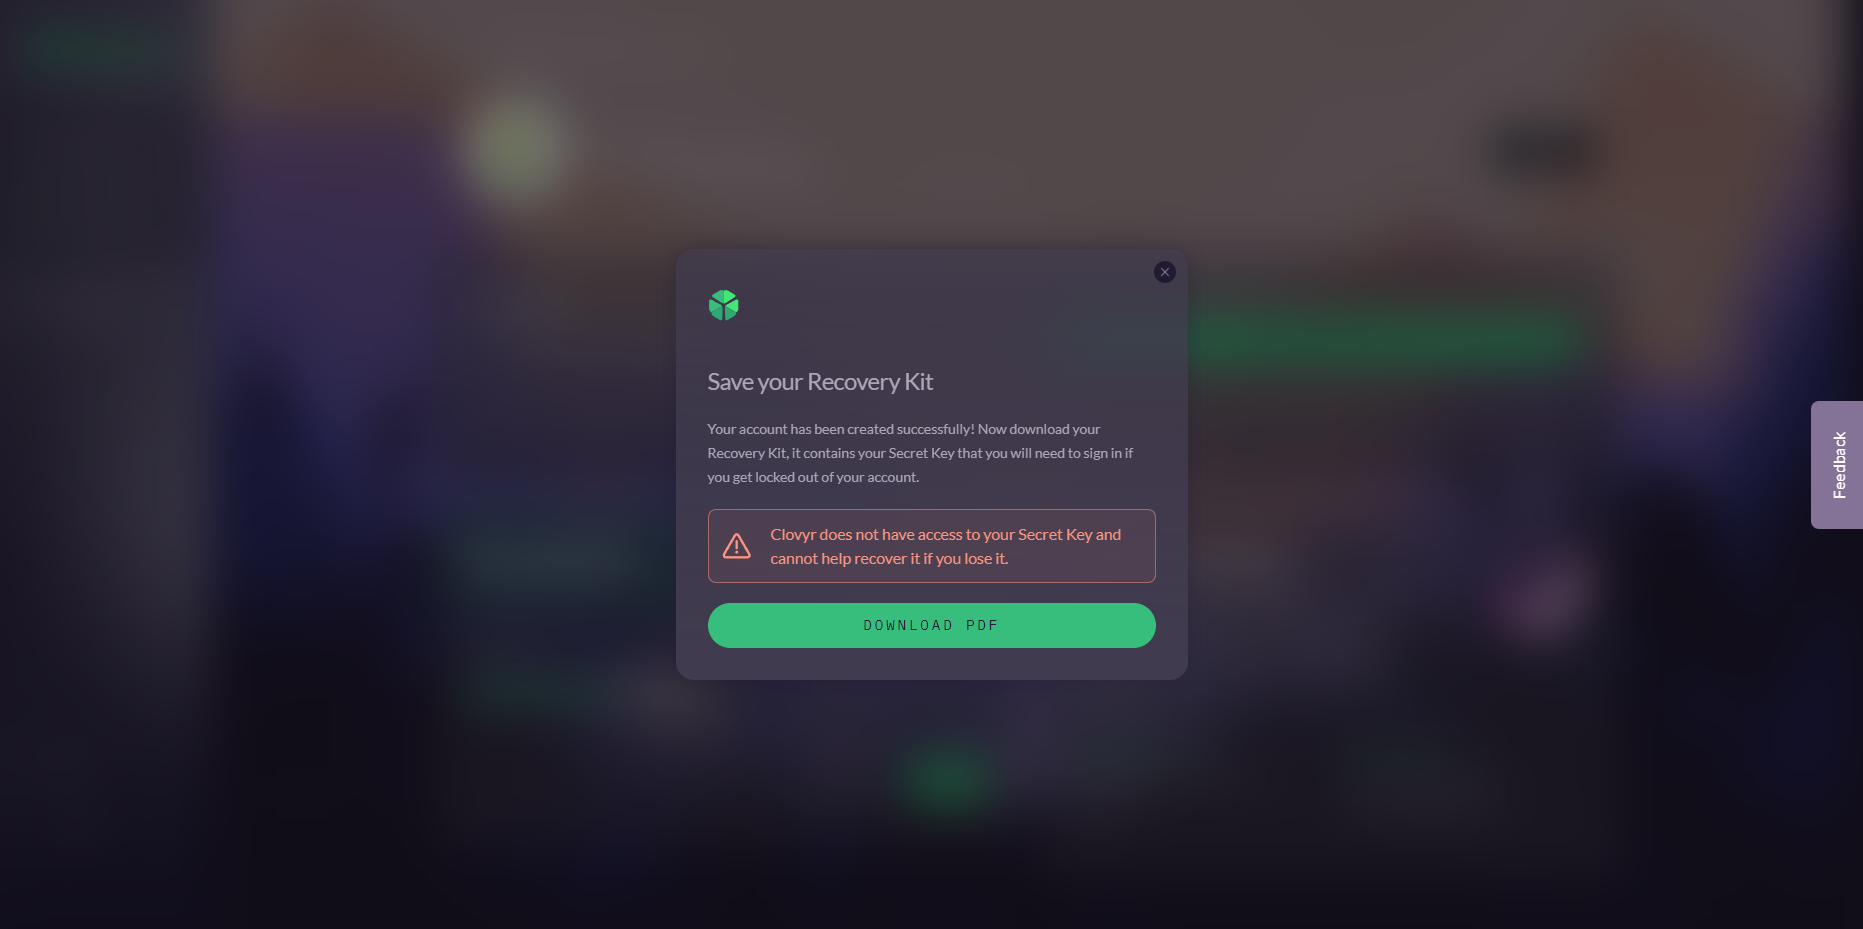 Save your Recovery Kit
Your account has been created successfully! Now download your
Recovery Kit, it contains your Secret Key that you will need to sign in if
you get locked out of your account.
Clovyr does not have access to your Secret Key and
cannot help recover it if you lose it.
DOWNLOAD PDF
Feedback